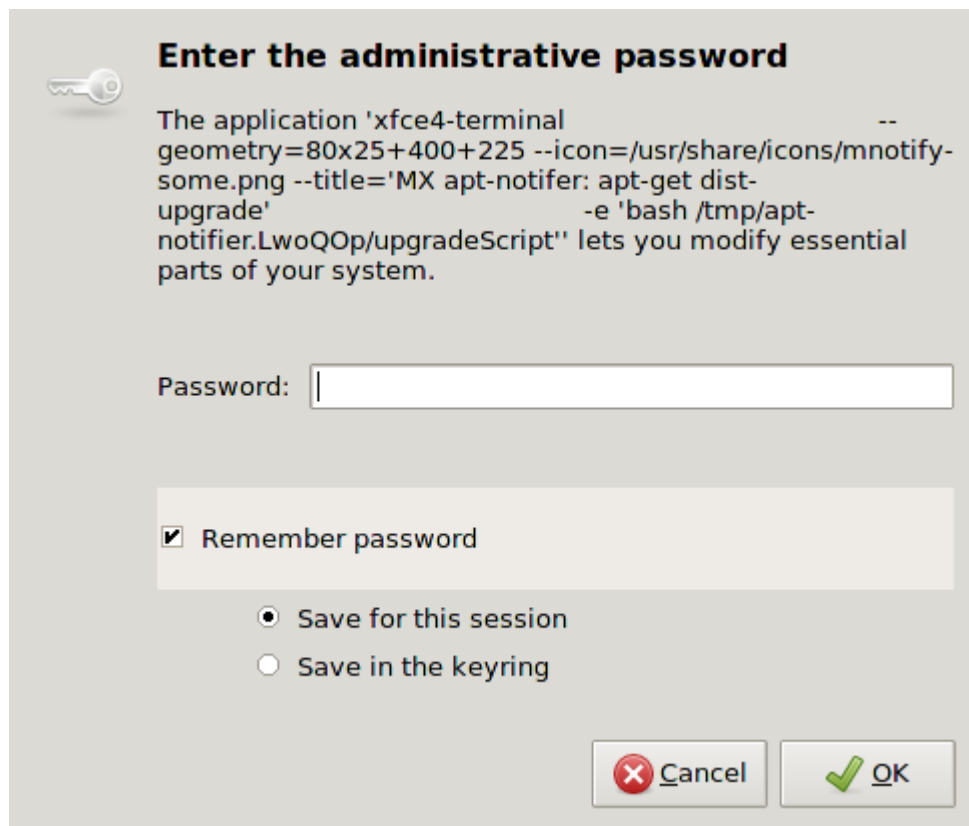 Enter the administrative password
The application 'xfce4-terminal --
geometry=80x25+400+225 --icon=/usr/share/icons/mnotify-
some.png --title='MX apt-notifer: apt-get dist-
upgrade' -e 'bash /tmp/apt-
notifier.LwoQOp/upgradeScript'' lets you modify essential
parts of your system.
Password:
Remember password
Save for this session
Save in the keyring
Cancel OK